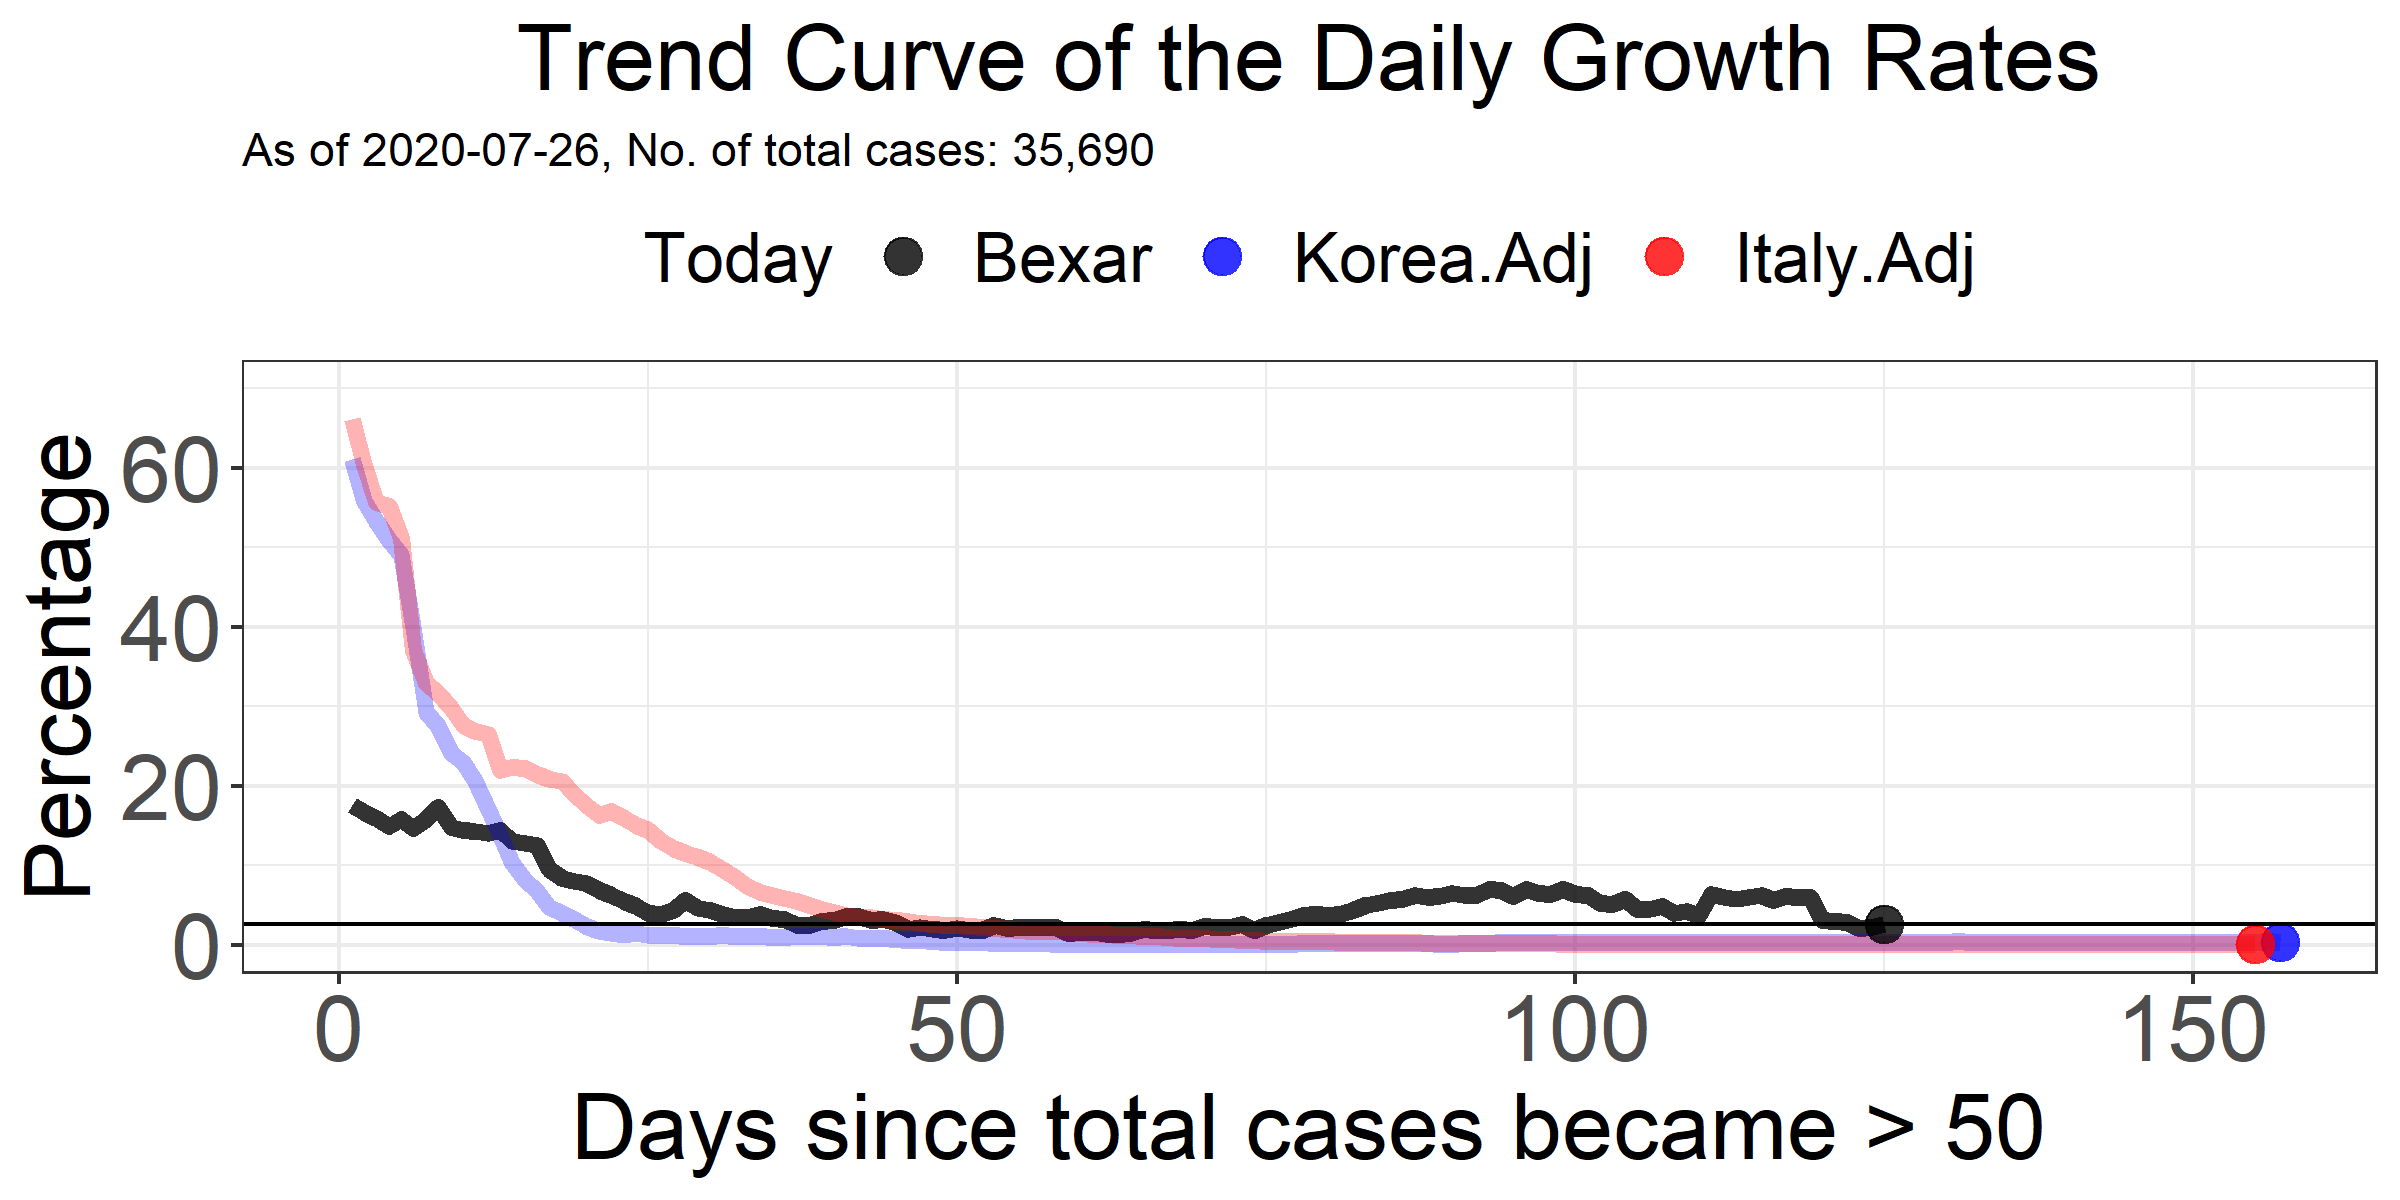 Trend Curve of the Daily Growth Rates
As of 2020-07-26, No. of total cases: 35,690
Today Bexar Korea.Adj Italy.Adj
Percentage
60
40
20
0
0 50 100 150
Days since total cases became > 50